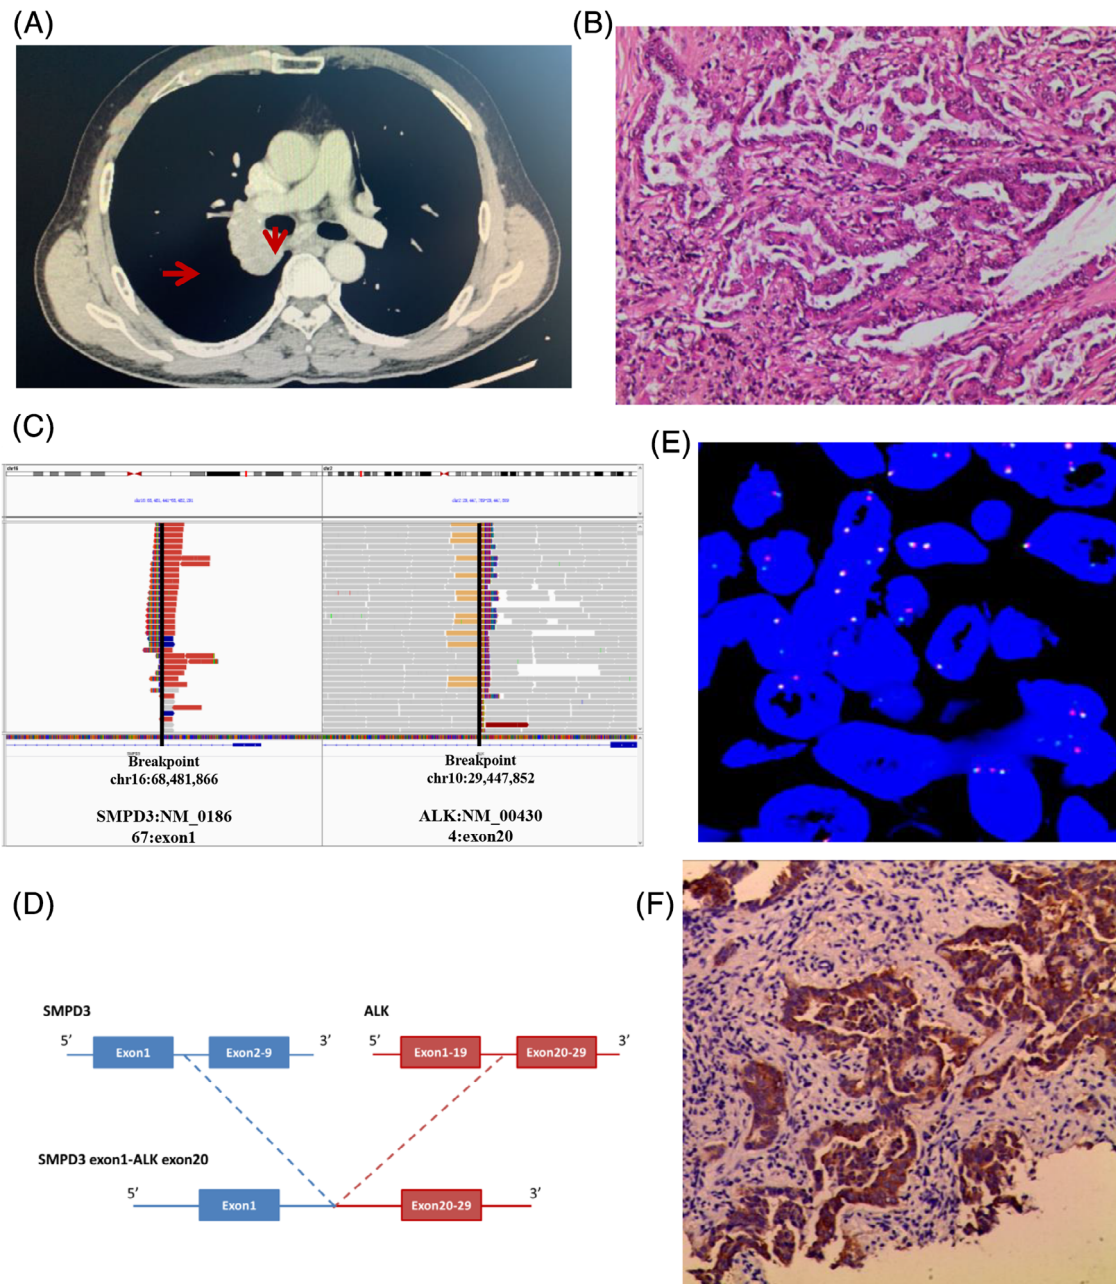 (A)
(B)
(C)
chr16
chr2
Breakpoint
chr16:68,481,866
SMPD3:NM_0186
67:exon1
Breakpoint
chr10:29,447,852
ALK:NM_00430
4:exon20
(E)
(D)
SMPD3
5’
Exon1
Exon2-9
3’
ALK
5’
Exon1-19
Exon20-29
3’
SMPD3 exon1-ALK exon20
5’
Exon1
Exon20-29
3’
(F)